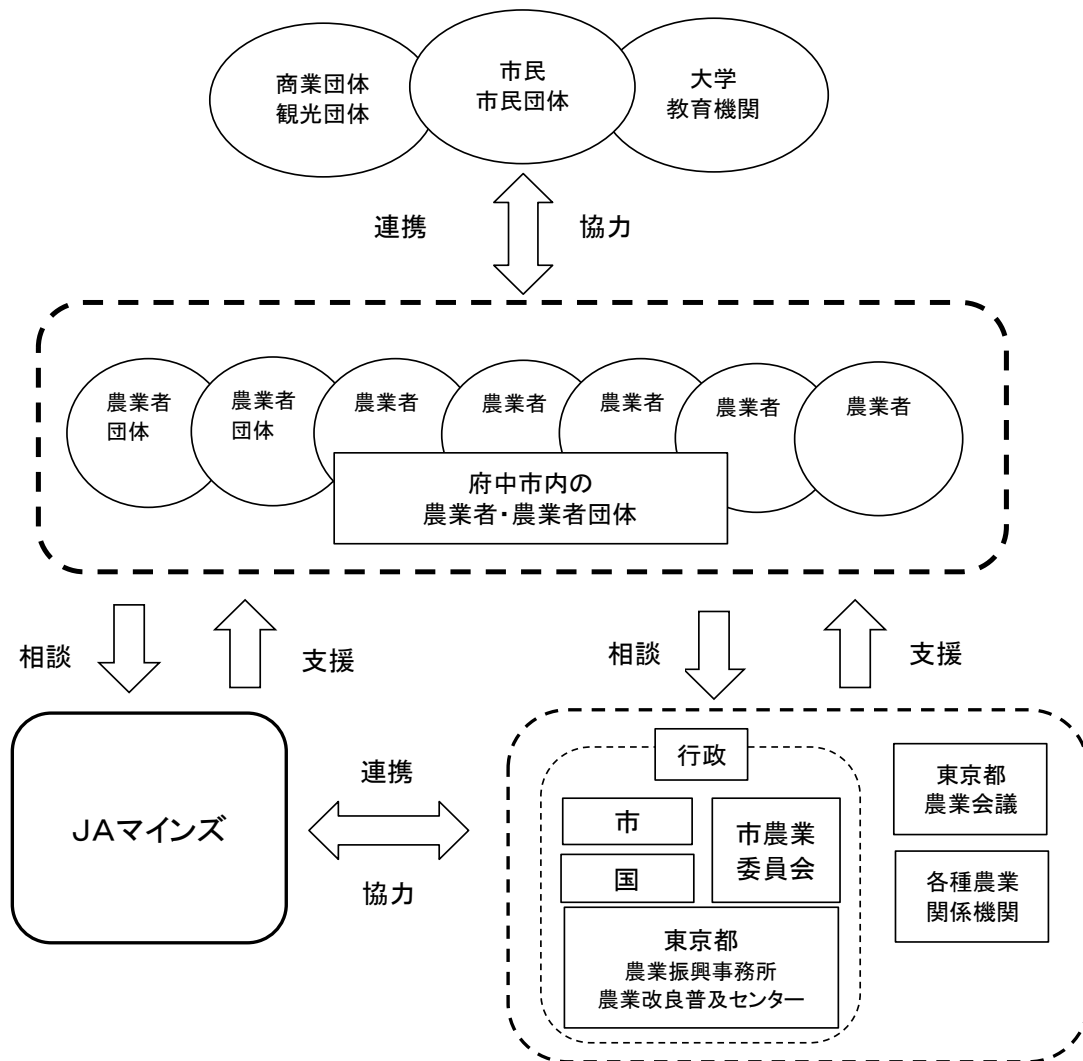 商業団体
観光団体
市民
市民団体
大学
教育機関
連携
協力
農業者
団体
農業者
団体
農業者
農業者
農業者
農業者
農業者
府中市内の
農業者・農業者団体
相談
支援
相談
支援
JAマインズ
連携
協力
行政
市
国
市農業
委員会
東京都
農業振興事務所
農業改良普及センター
東京都
農業会議
各種農業
関係機関